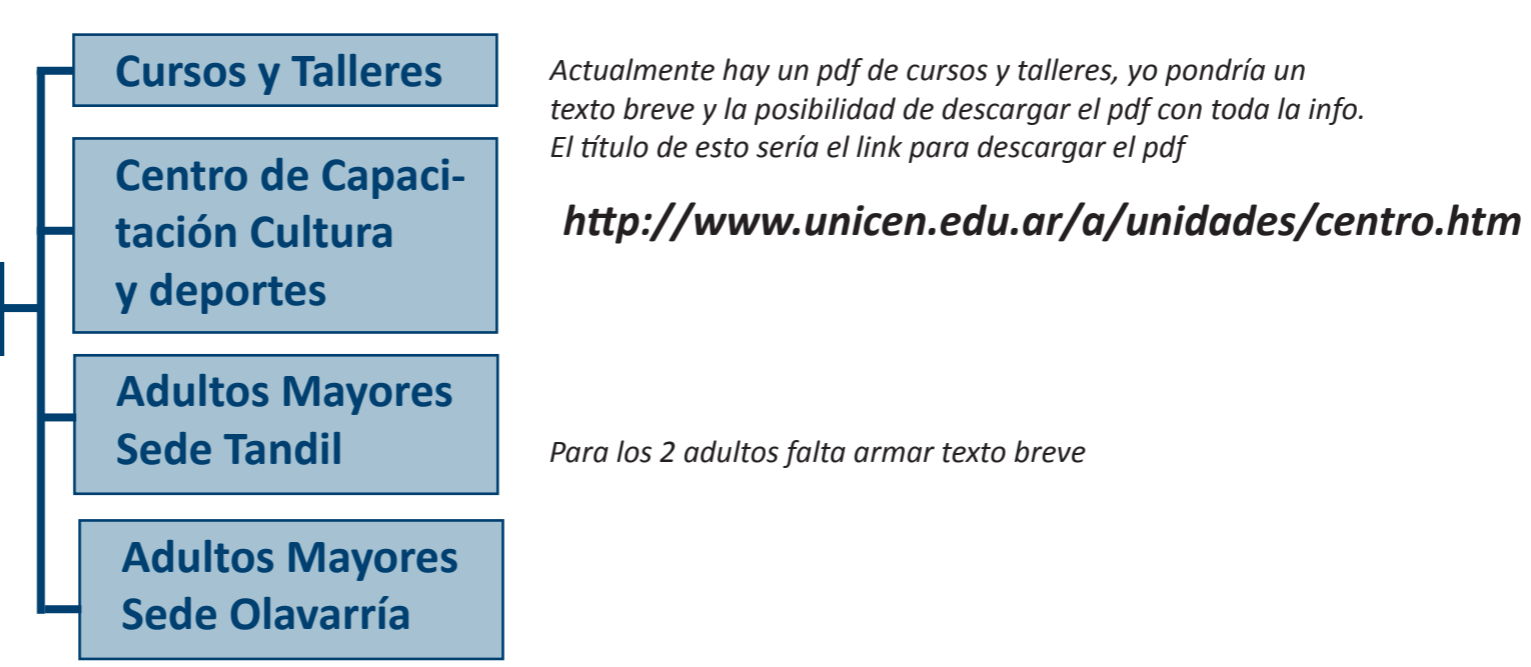 Cursos y Talleres
Actualmente hay un pdf de cursos y talleres, yo pondría un
texto breve y la posibilidad de descargar el pdf con toda la info.
El título de esto sería el link para descargar el pdf
Centro de Capaci-
tación Cultura
y deportes
http://www.unicen.edu.ar/a/unidades/centro.htm
Adultos Mayores
Sede Tandil
Para los 2 adultos falta armar texto breve
Adultos Mayores
Sede Olavarría